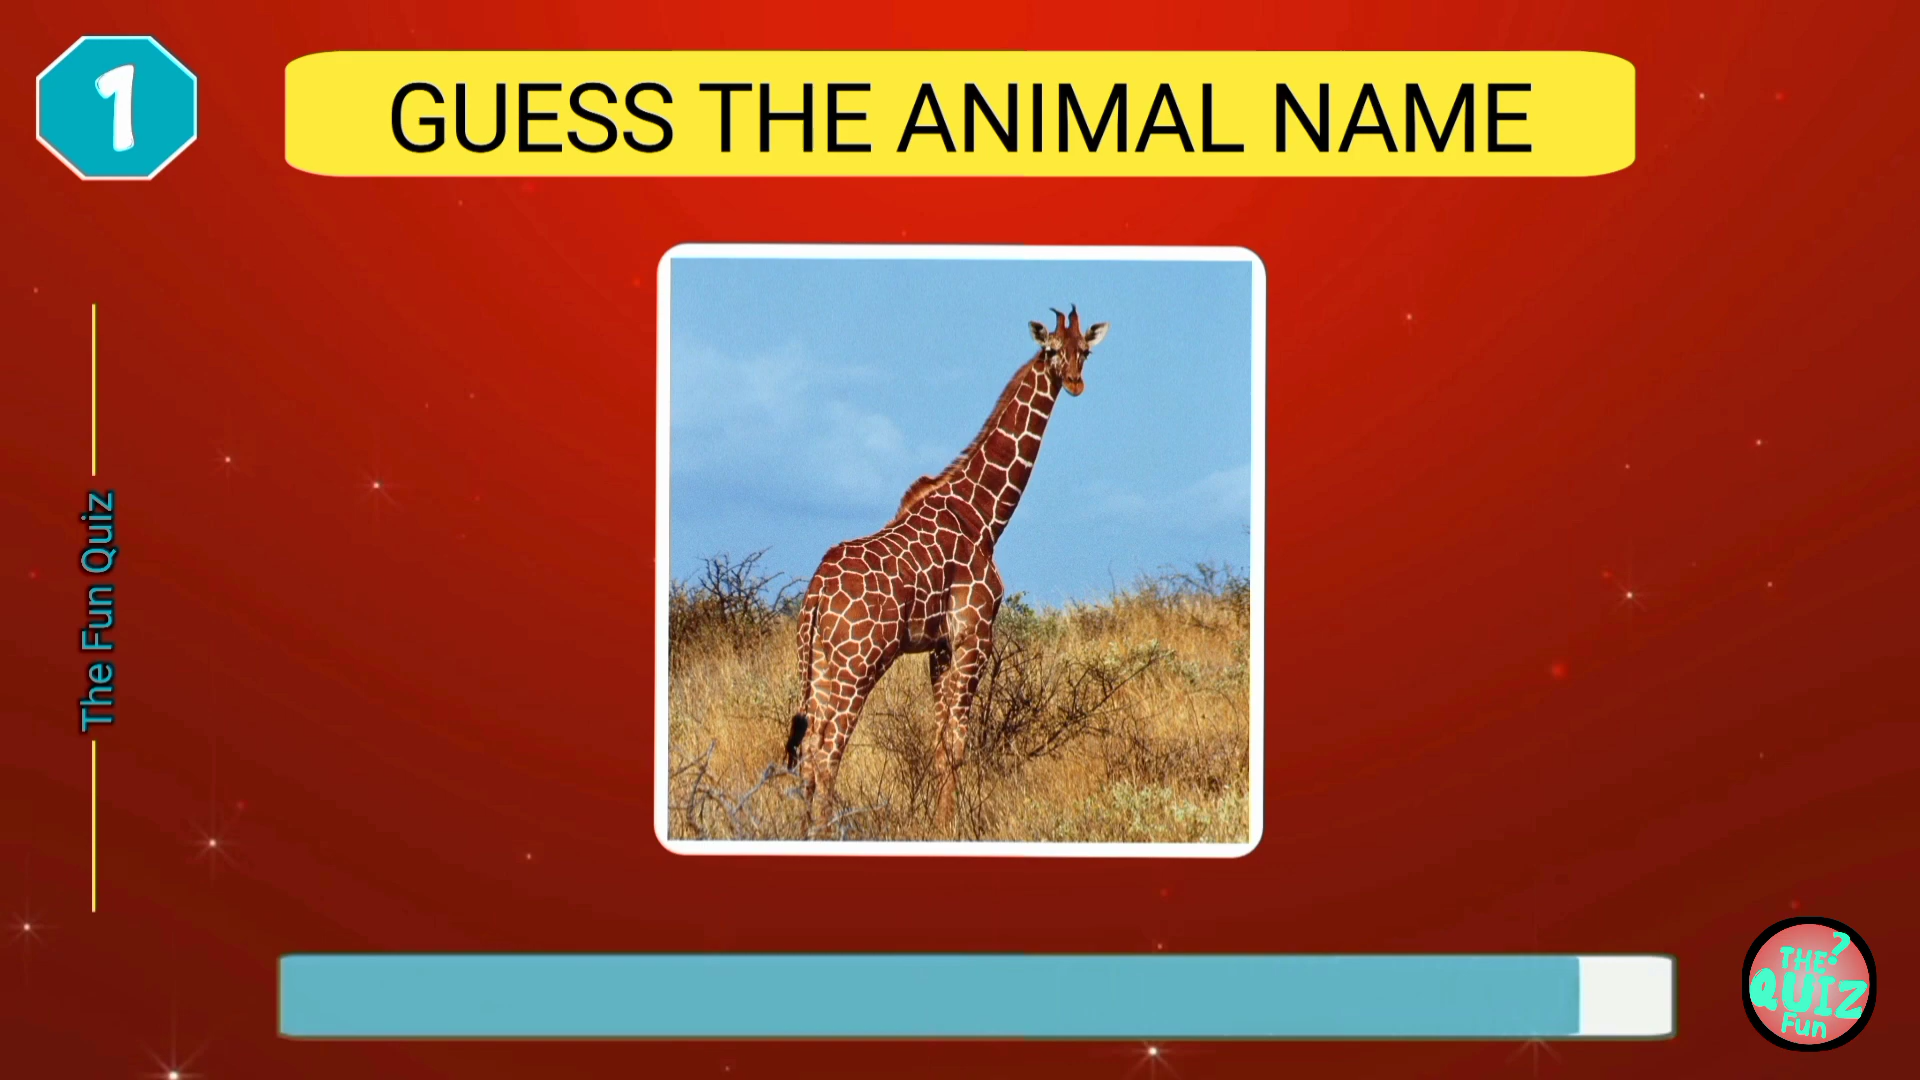 1
GUESS THE ANIMAL NAME
The Fun Quiz
THE?
QUIZ
Fun